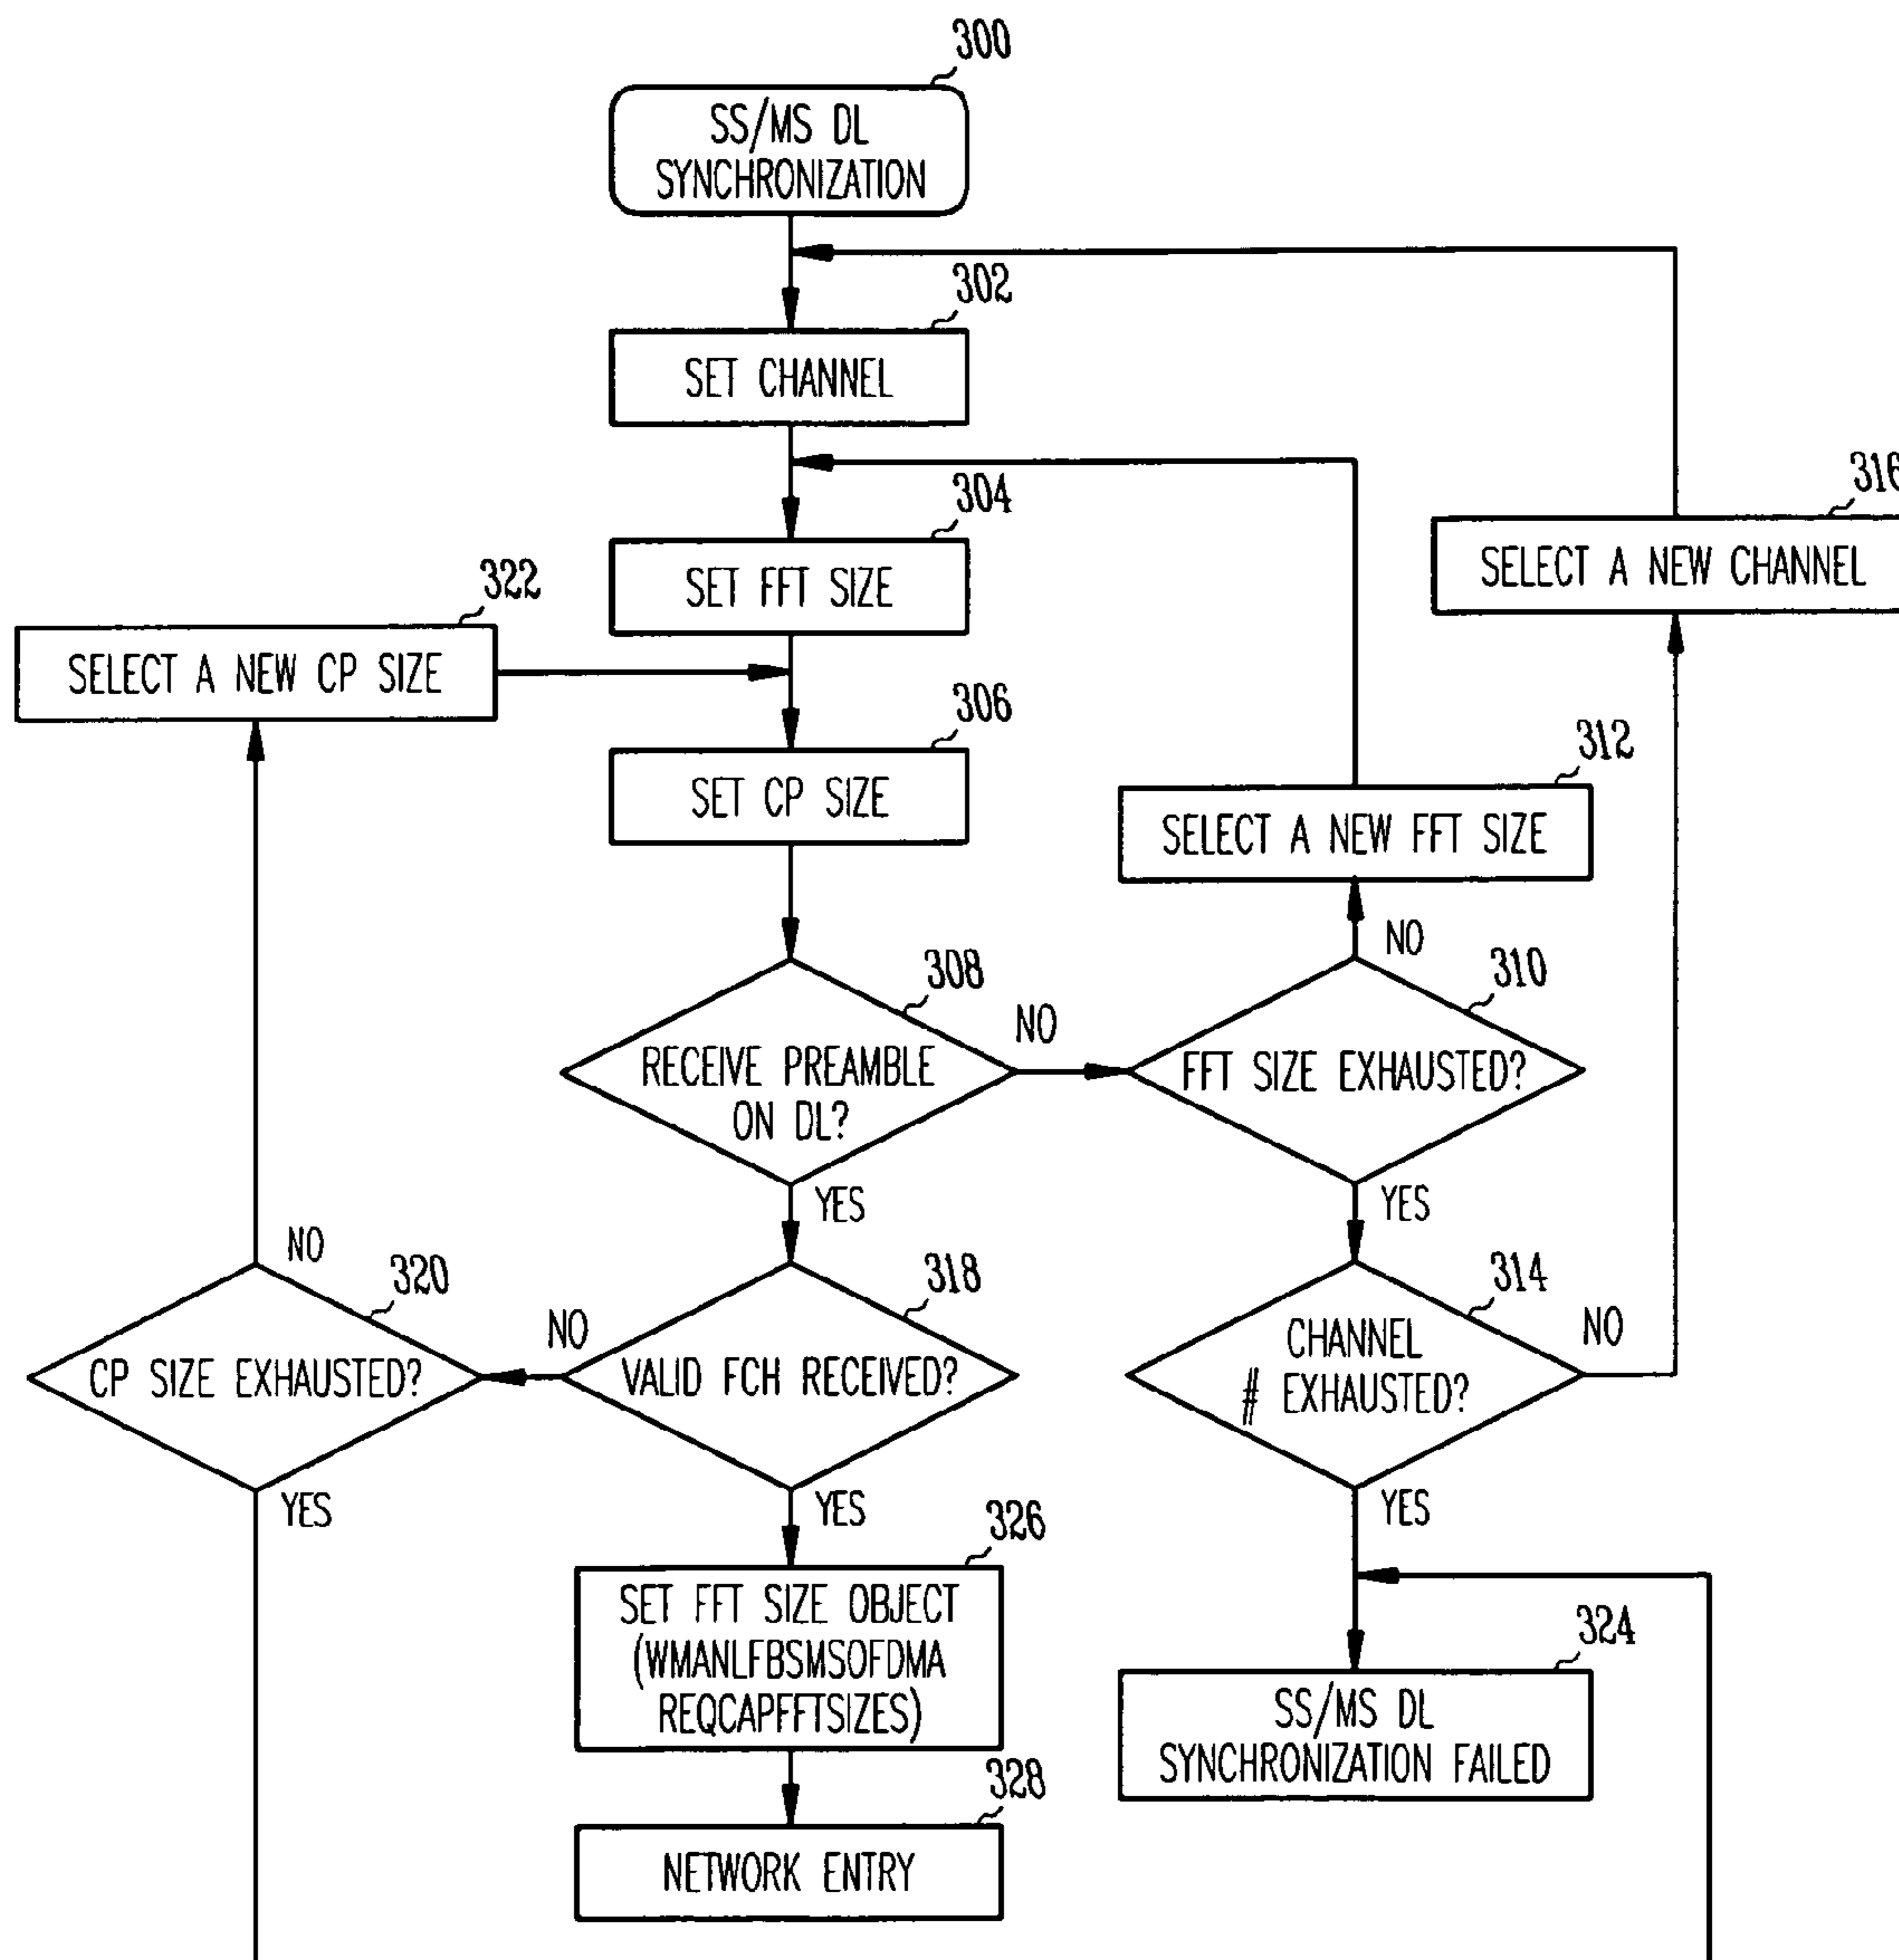 300
SS/MS DL
SYNCHRONIZATION
302
SET CHANNEL
304
SET FFT SIZE
316
SELECT A NEW CHANNEL
322
SELECT A NEW CP SIZE
306
SET CP SIZE
312
SELECT A NEW FFT SIZE
NO
308
RECEIVE PREAMBLE
ON DL?
NO
310
FFT SIZE EXHAUSTED?
YES
YES
NO
320
CP SIZE EXHAUSTED?
NO
318
VALID FCH RECEIVED?
314
CHANNEL
# EXHAUSTED?
NO
YES
YES
YES
326
SET FFT SIZE OBJECT
(WMANLFBSMSOFDMA
REQCAPFFTSIZES)
324
SS/MS DL
SYNCHRONIZATION FAILED
328
NETWORK ENTRY